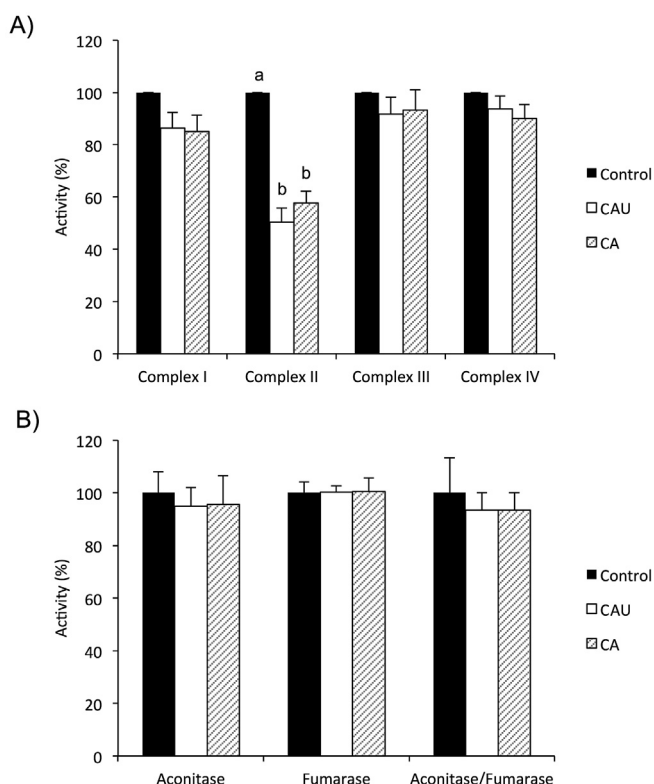 A)
120
100
80
60
40
20
0
Activity (%)
a
b
b
Complex I
Complex II
Complex III
Complex IV
Control
CAU
CA
B)
120
100
80
60
40
20
0
Activity (%)
Aconitase
Fumarase
Aconitase/Fumarase
Control
CAU
CA